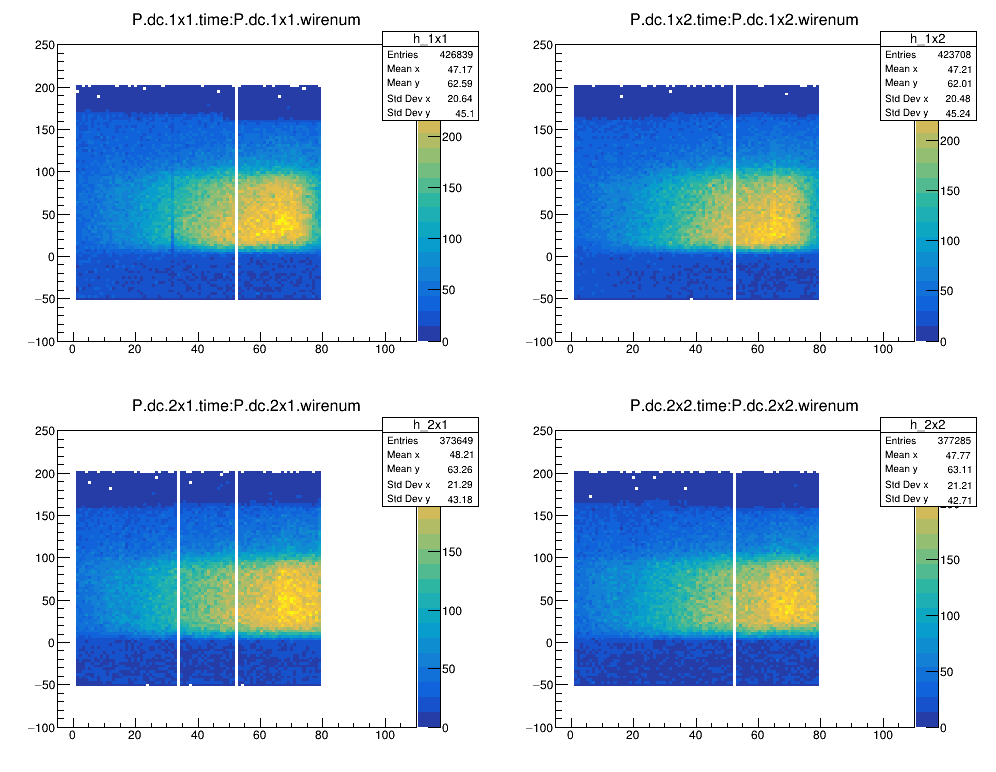 P.dc.1x1.time:P.dc.1x1.wirenum
h_1x1
Entries 426839
Mean x 47.17
Mean y 62.59
Std Dev x 20.64
Std Dev y 45.1
250
200
150
100
50
0
−50
−100
0 20 40 60 80 100
200
150
100
50
0
P.dc.1x2.time:P.dc.1x2.wirenum
h_1x2
Entries 423708
Mean x 47.21
Mean y 62.01
Std Dev x 20.48
Std Dev y 45.24
250
200
150
100
50
0
−50
−100
0 20 40 60 80 100
200
150
100
50
0
P.dc.2x1.time:P.dc.2x1.wirenum
h_2x1
Entries 373649
Mean x 48.21
Mean y 63.26
Std Dev x 21.29
Std Dev y 43.18
250
200
150
100
50
0
−50
−100
0 20 40 60 80 100
150
100
50
0
P.dc.2x2.time:P.dc.2x2.wirenum
h_2x2
Entries 377285
Mean x 47.77
Mean y 63.11
Std Dev x 21.21
Std Dev y 42.71
250
200
150
100
50
0
−50
−100
0 20 40 60 80 100
150
100
50
0